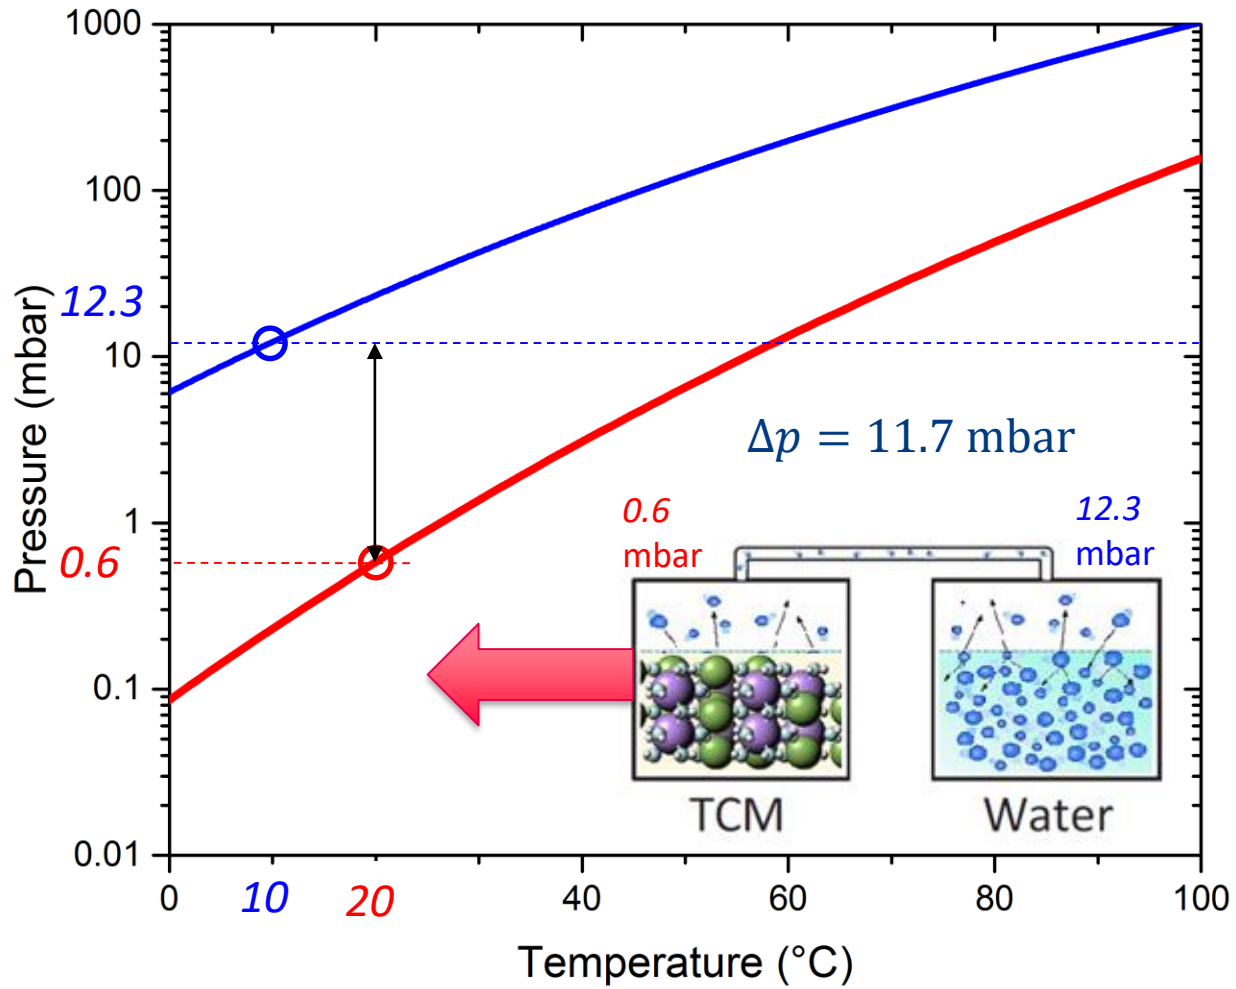 1000
100
12.3
10
1
0.6
0.1
0.01
Pressure (mbar)
Δp = 11.7 mbar
0.6
mbar
12.3
mbar
TCM
Water
0
10
20
40
60
80
100
Temperature (°C)